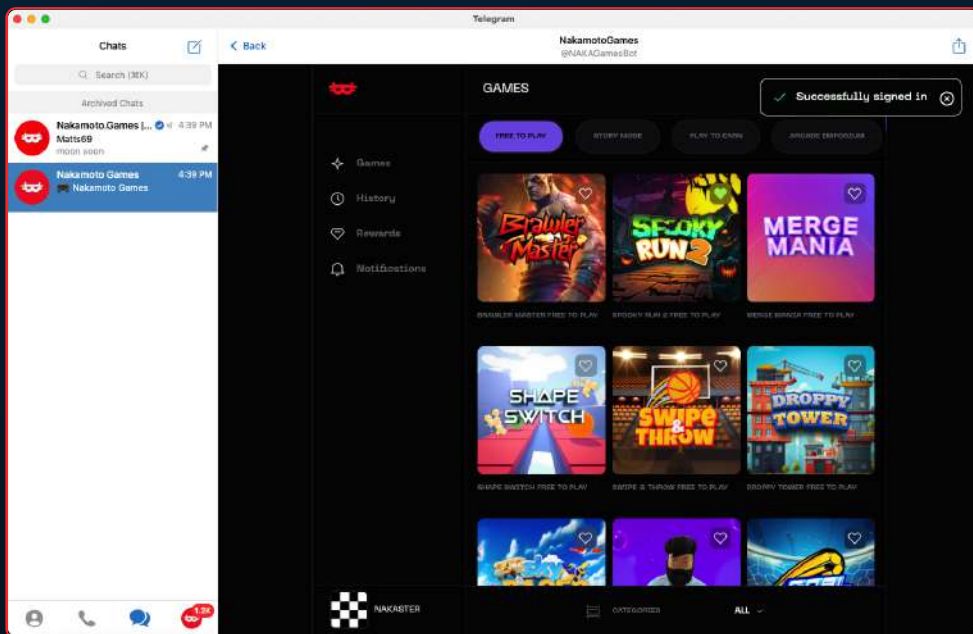 Telegram
Chats
Search (⌘K)
Archived Chats
Nakamoto.Games |... 4:39 PM
Matts69
moon soon
Nakamoto Games 4:39 PM
Nakamoto Games
1.2K
Back
NakamotoGames
@NAKAGamesBot
GAMES
Successfully signed in
FREE TO PLAY
STORY MODE
PLAY TO EARN
ARCADE EMPORIUM
Games
History
Rewards
Notifications
Brawler Master
SPOOKY RUN 2
MERGE MANIA
BRAWLER MASTER FREE TO PLAY
SPOOKY RUN 2 FREE TO PLAY
MERGE MANIA FREE TO PLAY
SHAPE SWITCH
SWIPE & THROW
DROPPY TOWER
SHAPE SWITCH FREE TO PLAY
SWIPE & THROW FREE TO PLAY
DROPPY TOWER FREE TO PLAY
NAKASTER
CATEGORIES
ALL